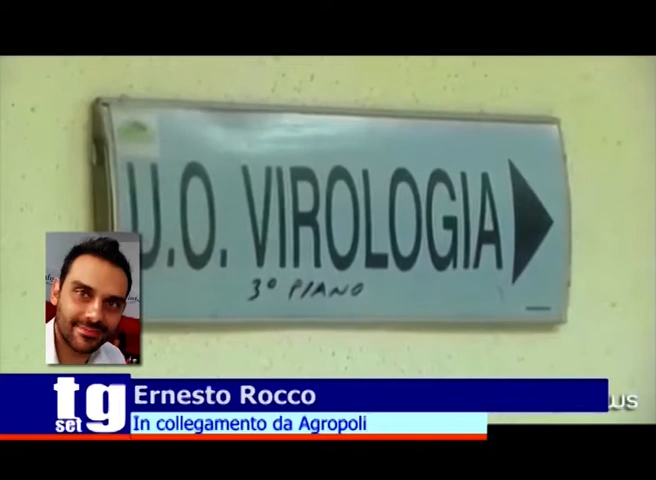 U.O. VIROLOGIA
3° PIANO
tg
set
Ernesto Rocco
In collegamento da Agropoli